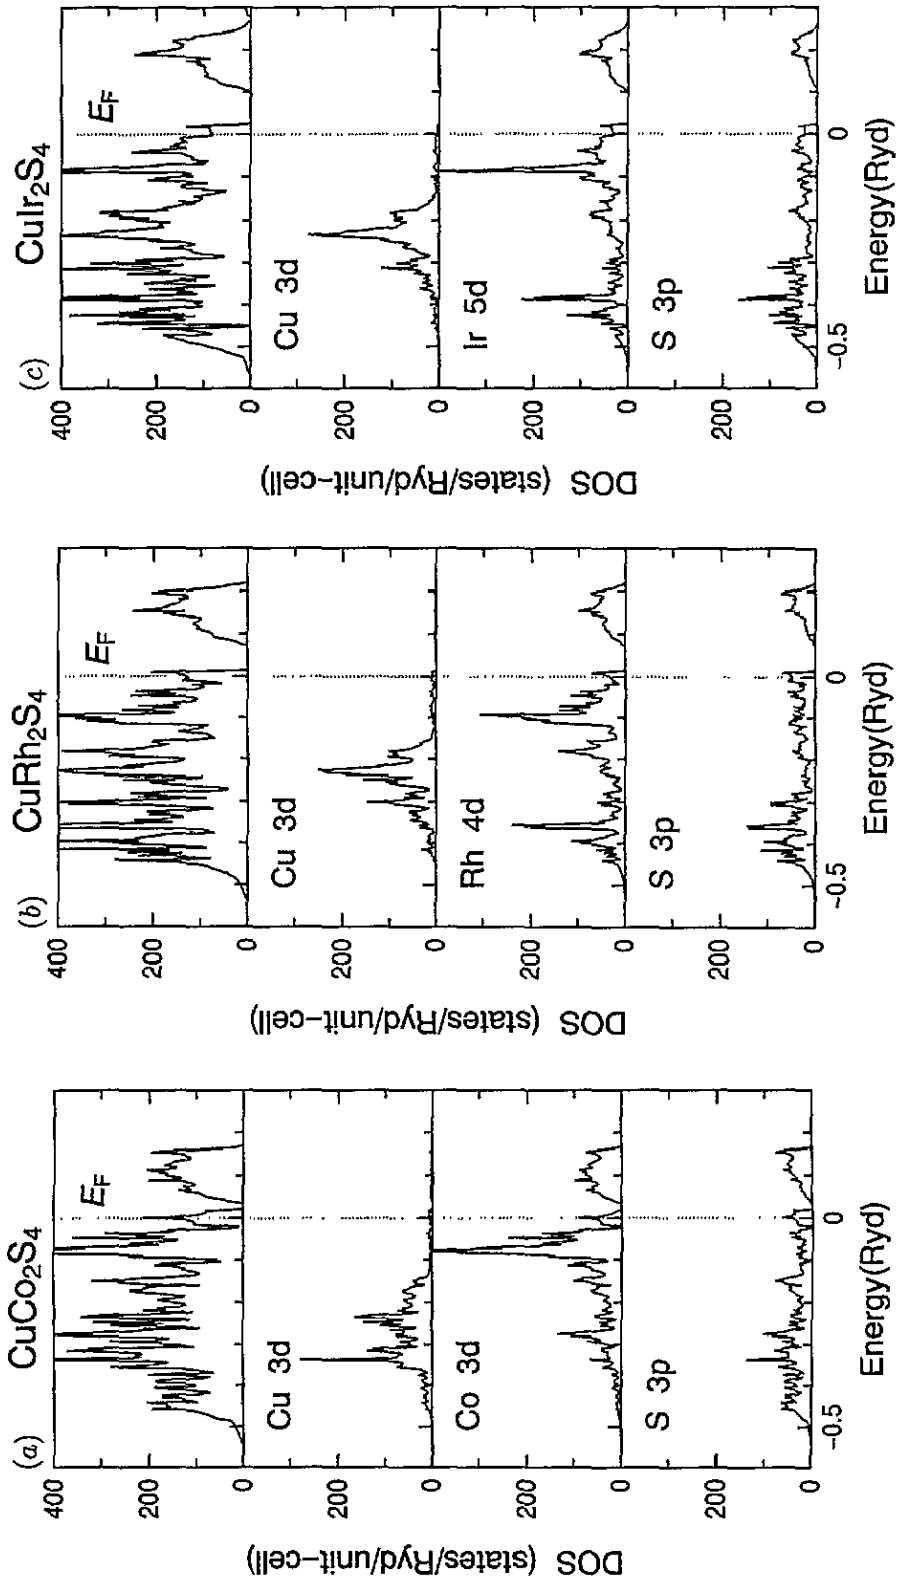 (a) CuCo2S4
EF
DOS (states/Ryd/unit-cell)
400
200
0
Cu 3d
200
0
Co 3d
200
0
S 3p
200
0
-0.5
0
Energy(Ryd)
(b) CuRh2S4
EF
DOS (states/Ryd/unit-cell)
400
200
0
Cu 3d
200
0
Rh 4d
200
0
S 3p
200
0
-0.5
0
Energy(Ryd)
(c) CuIr2S4
EF
DOS (states/Ryd/unit-cell)
400
200
0
Cu 3d
200
0
Ir 5d
200
0
S 3p
200
0
-0.5
0
Energy(Ryd)